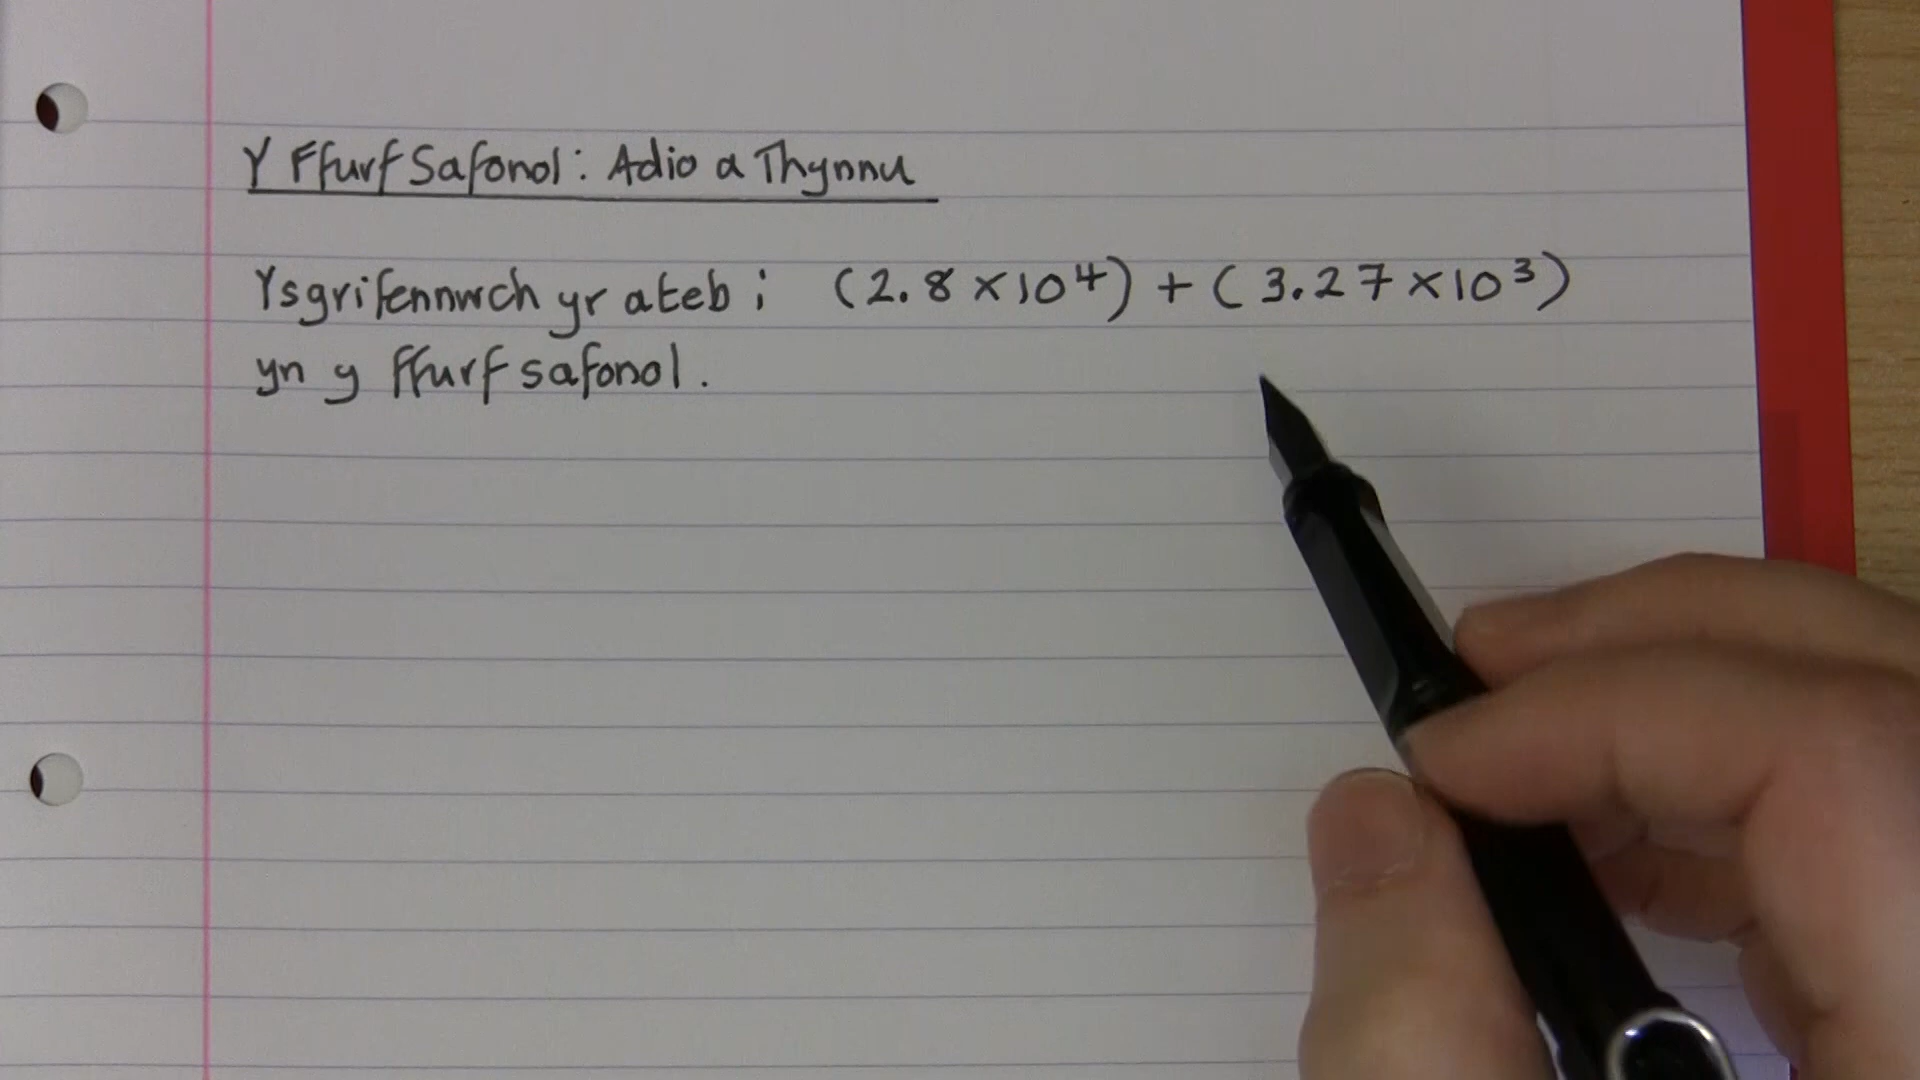 Y Ffurf Safonol: Adio a Thynnu
Ysgrifennwch yr ateb i (2.8 × 10⁴) + (3.27 × 10³)
yn y ffurf safonol.